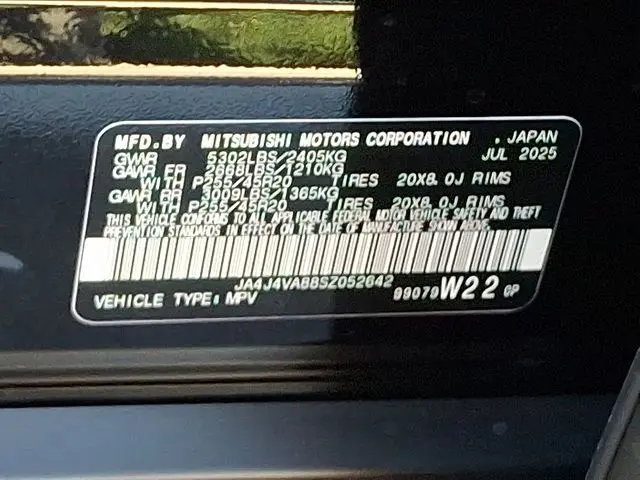 MFD.BY MITSUBISHI MOTORS CORPORATION , JAPAN
GVWR 5302LBS/2405KG JUL 2025
GAWR FR 2668LBS/1210KG
WITH P255/45R20 TIRES 20X8.0J RIMS
GAWR RR 3009LBS/1365KG
WITH P255/45R20 TIRES 20X8.0J RIMS
THIS VEHICLE CONFORMS TO ALL APPLICABLE FEDERAL MOTOR VEHICLE SAFETY AND THEFT
PREVENTION STANDARDS IN EFFECT ON THE DATE OF MANUFACTURE SHOWN ABOVE.
JA4J4VA88SZ052642
VEHICLE TYPE: MPV 99079 W22 GP